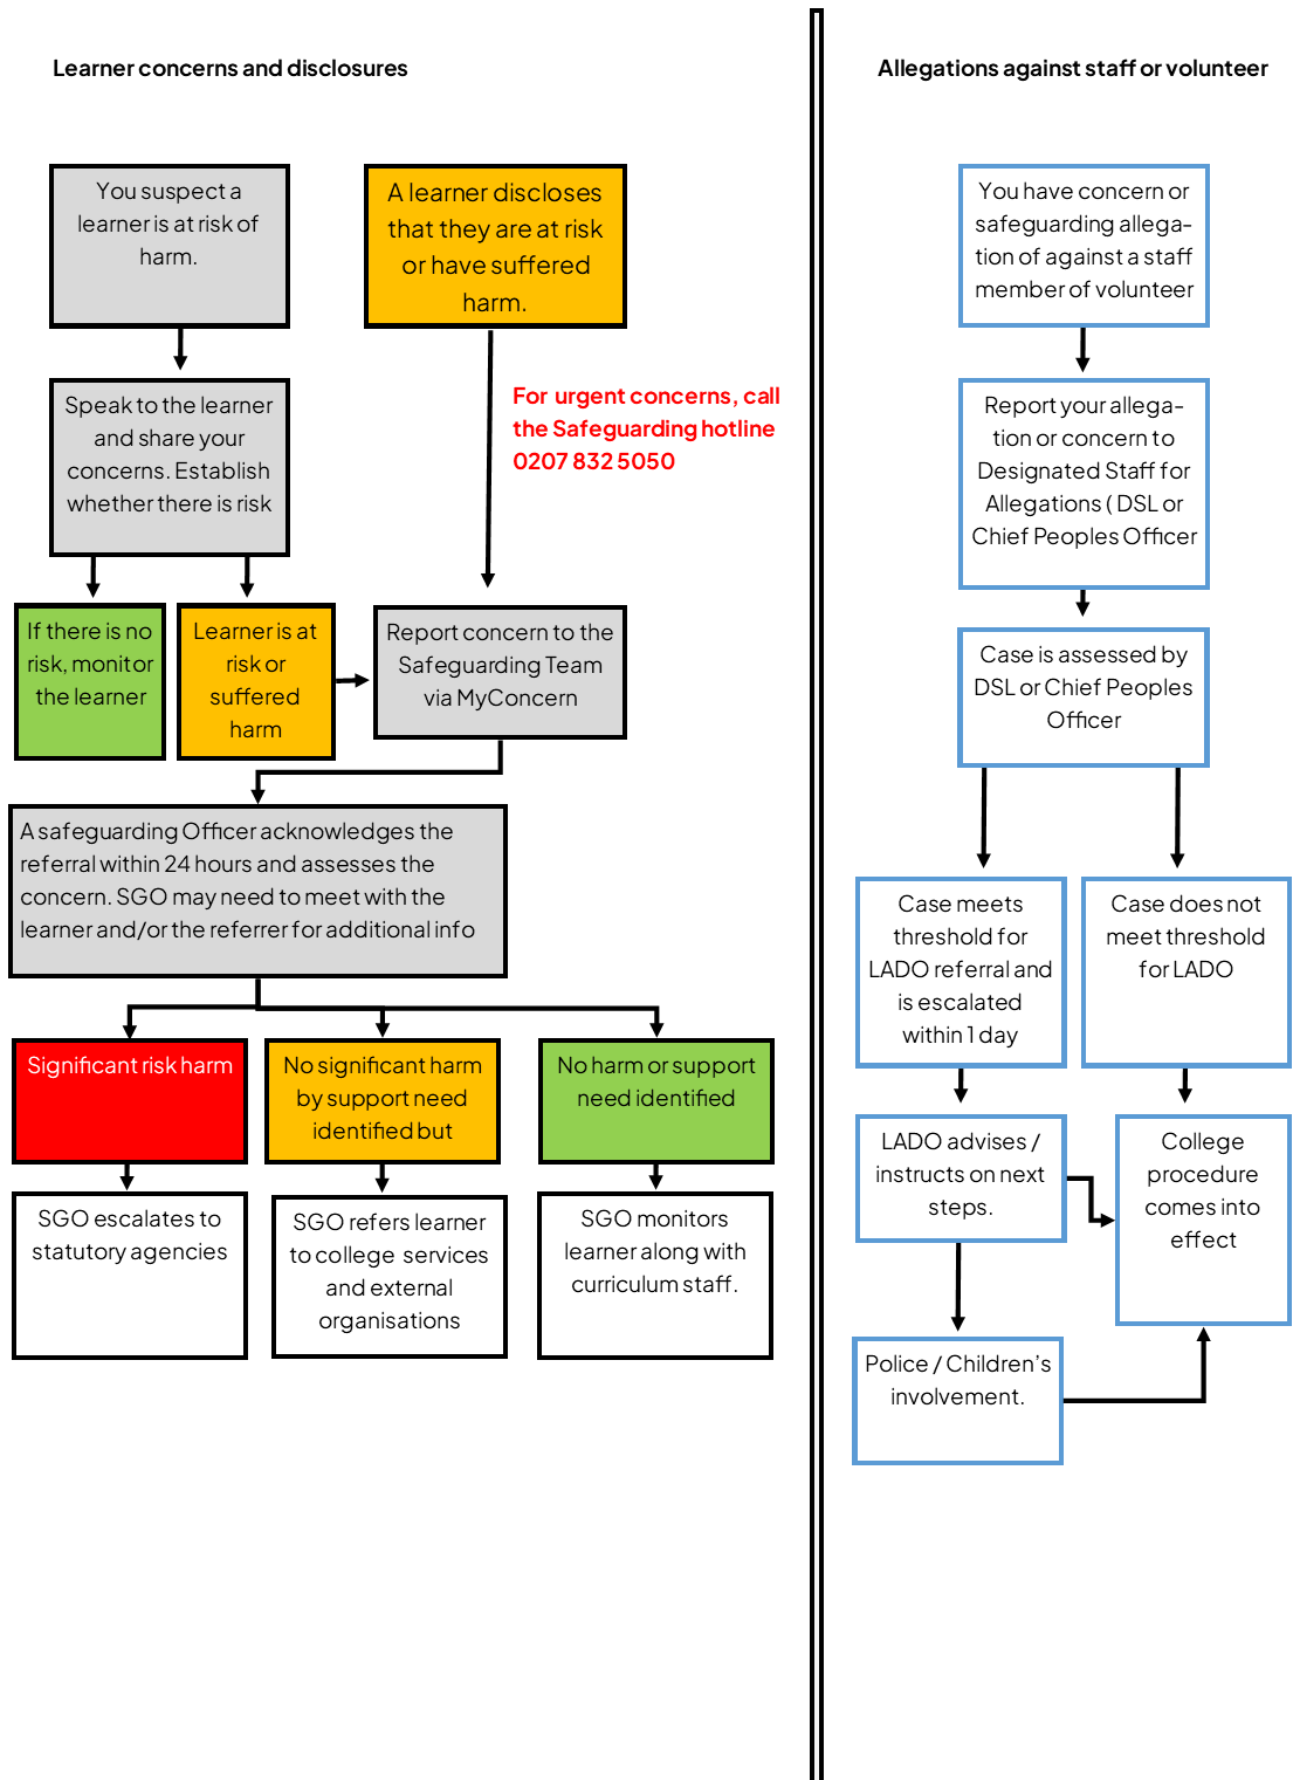 Learner concerns and disclosures
You suspect a
learner is at risk of
harm.
A learner discloses
that they are at risk
or have suffered
harm.
For urgent concerns, call
the Safeguarding hotline
0207 832 5050
Speak to the learner
and share your
concerns. Establish
whether there is risk
If there is no
risk, monitor
the learner
Learner is at
risk or
suffered
harm
Report concern to the
Safeguarding Team
via MyConcern
A safeguarding Officer acknowledges the
referral within 24 hours and assesses the
concern. SGO may need to meet with the
learner and/or the referrer for additional info
Significant risk harm
No significant harm
by support need
identified but
No harm or support
need identified
SGO escalates to
statutory agencies
SGO refers learner
to college services
and external
organisations
SGO monitors
learner along with
curriculum staff.
Allegations against staff or volunteer
You have concern or
safeguarding allega-
tion of against a staff
member of volunteer
Report your allega-
tion or concern to
Designated Staff for
Allegations ( DSL or
Chief Peoples Officer
Case is assessed by
DSL or Chief Peoples
Officer
Case meets
threshold for
LADO referral and
is escalated
within 1 day
Case does not
meet threshold
for LADO
LADO advises /
instructs on next
steps.
College
procedure
comes into
effect
Police / Children's
involvement.